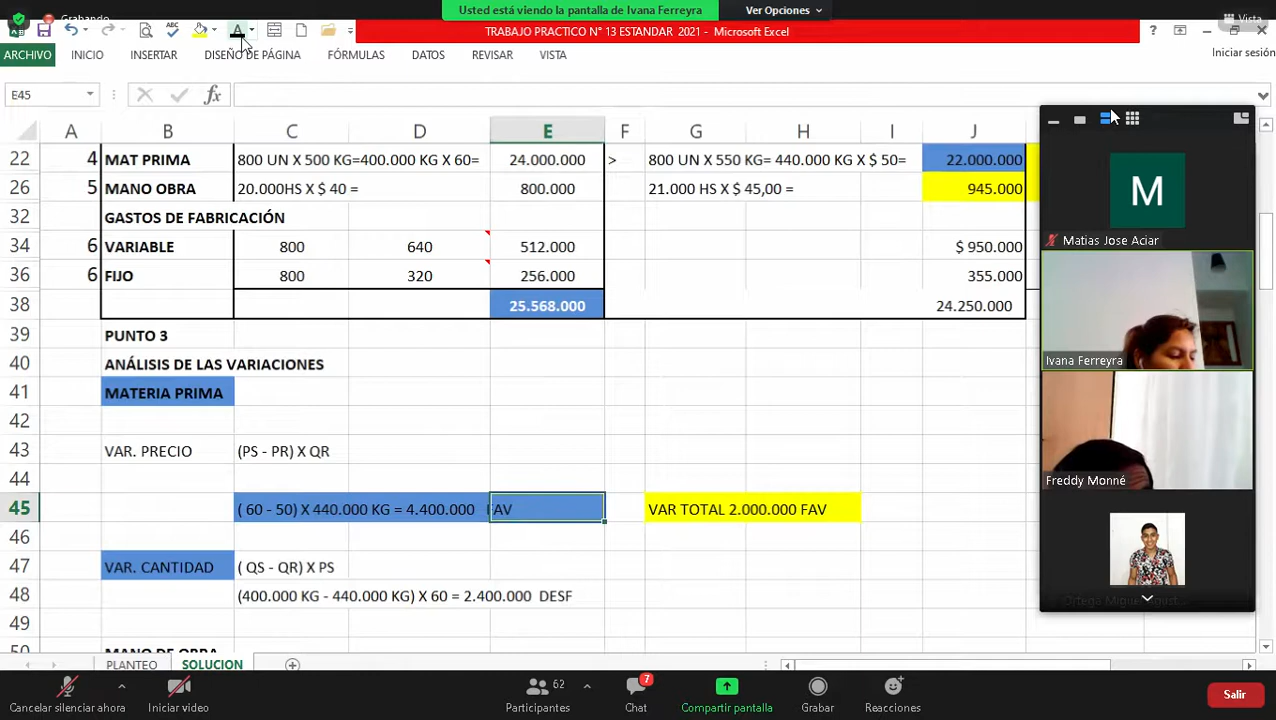 Grabando
Usted está viendo la pantalla de Ivana Ferreyra
Ver Opciones
Vista
TRABAJO PRACTICO N° 13 ESTANDAR 2021 - Microsoft Excel
ARCHIVO INICIO INSERTAR DISEÑO DE PÁGINA FÓRMULAS DATOS REVISAR VISTA Iniciar sesión
E45
A B C D E F G H I J
22 4 MAT PRIMA 800 UN X 500 KG=400.000 KG X 60= 24.000.000 > 800 UN X 550 KG= 440.000 KG X $ 50= 22.000.000
26 5 MANO OBRA 20.000HS X $ 40 = 800.000 21.000 HS X $ 45,00 = 945.000
32 GASTOS DE FABRICACIÓN
34 6 VARIABLE 800 640 512.000 $ 950.000
36 6 FIJO 800 320 256.000 355.000
38 25.568.000 24.250.000
39 PUNTO 3
40 ANÁLISIS DE LAS VARIACIONES
41 MATERIA PRIMA
42
43 VAR. PRECIO (PS - PR) X QR
44
45 ( 60 - 50) X 440.000 KG = 4.400.000 FAV VAR TOTAL 2.000.000 FAV
46
47 VAR. CANTIDAD ( QS - QR) X PS
48 (400.000 KG - 440.000 KG) X 60 = 2.400.000 DESF
49
50 MANO DE OBRA
PLANTEO SOLUCION
M
Matias Jose Aciar
Ivana Ferreyra
Freddy Monné
Ortega Miguel
Cancelar silenciar ahora
Iniciar video
62
Participantes
7
Chat
Compartir pantalla
Grabar
Reacciones
Salir